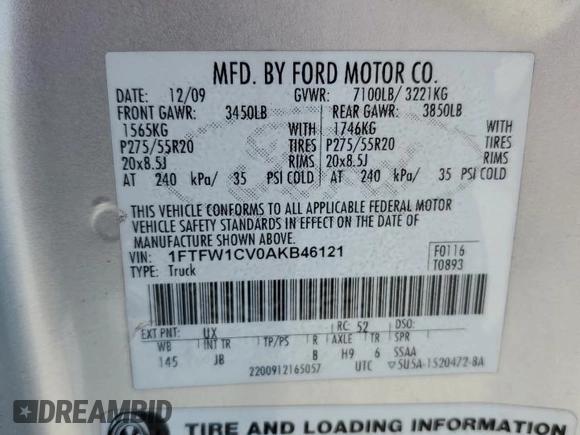 MFD. BY FORD MOTOR CO.
DATE: 12/09 GVWR: 7100LB/ 3221KG
FRONT GAWR: 3450LB REAR GAWR: 3850LB
1565KG WITH 1746KG WITH
P275/55R20 TIRES P275/55R20 TIRES
20x8.5J RIMS 20x8.5J RIMS
AT 240 kPa/ 35 PSI COLD AT 240 kPa/ 35 PSI COLD
THIS VEHICLE CONFORMS TO ALL APPLICABLE FEDERAL MOTOR
VEHICLE SAFETY STANDARDS IN EFFECT ON THE DATE OF
MANUFACTURE SHOWN ABOVE.
VIN: 1FTFW1CV0AKB46121 F0116
TYPE: Truck T0893
EXT PNT: UX RC: 52 DSO:
WB INT TR TP/PS R AXLE TR SPR
145 JB B H9 6 SSAA
2200912165057 UTC ▽5U5A-1520472-BA
DREAMBID
TIRE AND LOADING INFORMATION